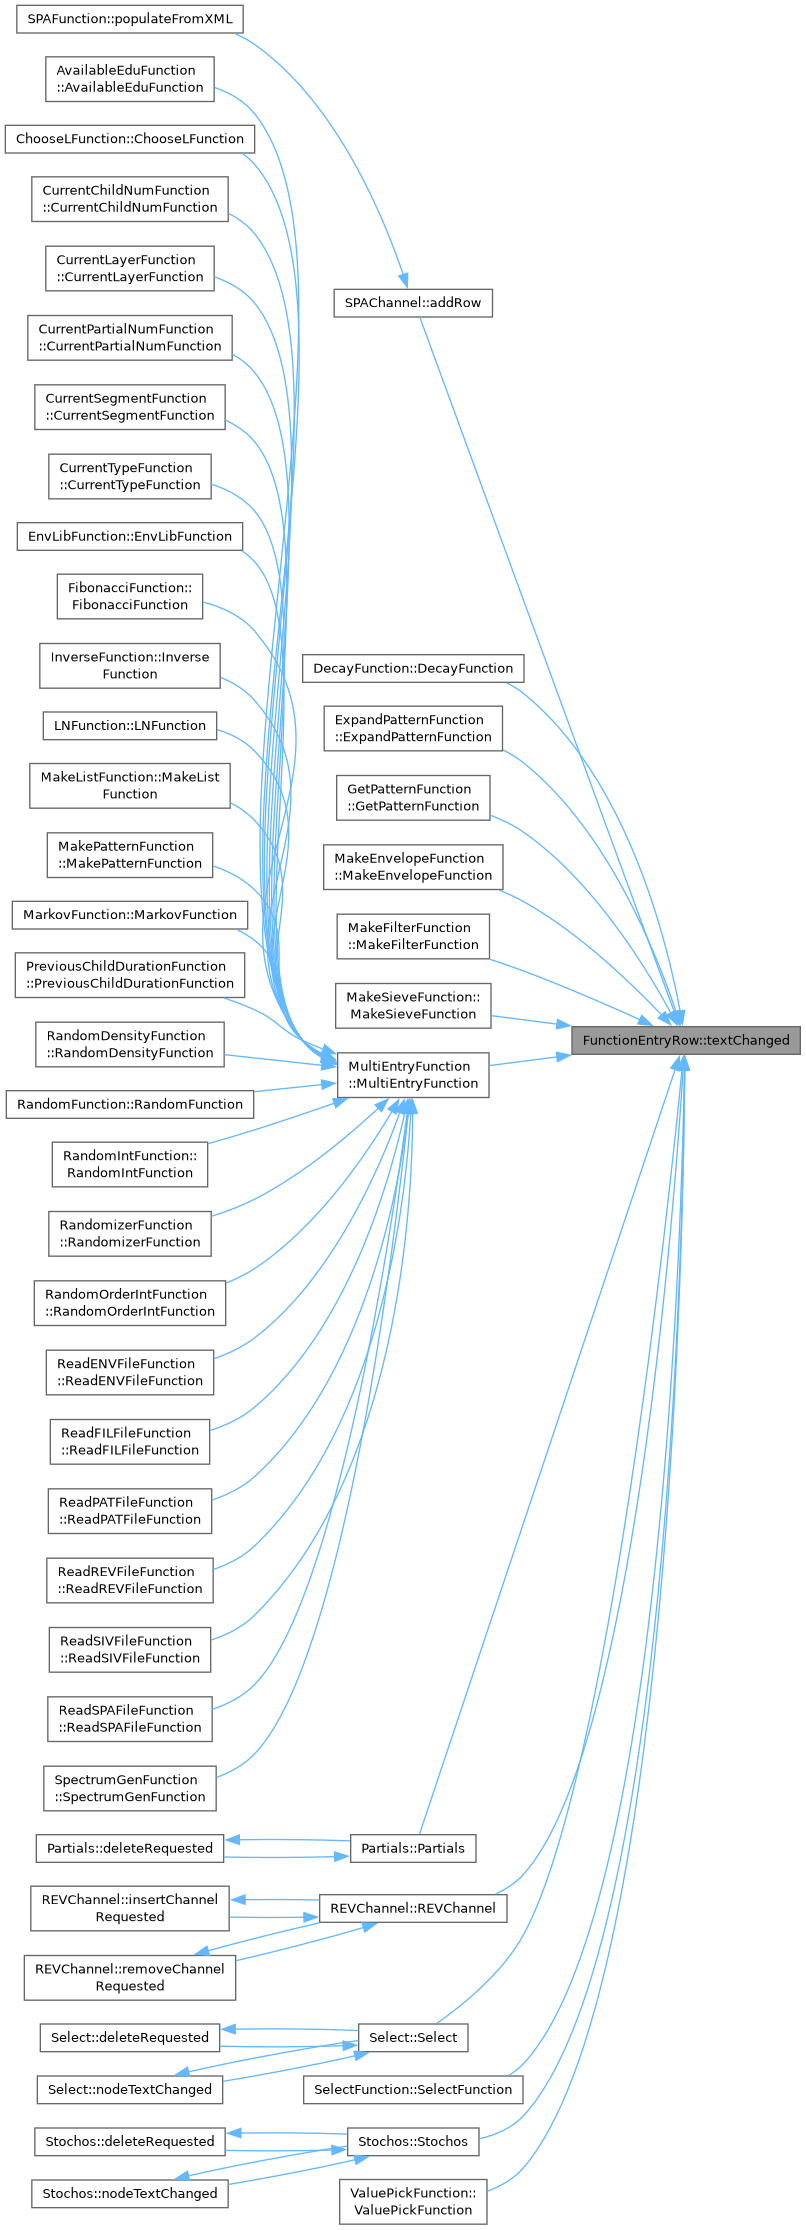 SPAFunction::populateFromXML
AvailableEduFunction
::AvailableEduFunction
ChooseLFunction::ChooseLFunction
CurrentChildNumFunction
::CurrentChildNumFunction
CurrentLayerFunction
::CurrentLayerFunction
CurrentPartialNumFunction
::CurrentPartialNumFunction
CurrentSegmentFunction
::CurrentSegmentFunction
CurrentTypeFunction
::CurrentTypeFunction
EnvLibFunction::EnvLibFunction
FibonacciFunction::
FibonacciFunction
InverseFunction::Inverse
Function
LNFunction::LNFunction
MakeListFunction::MakeList
Function
MakePatternFunction
::MakePatternFunction
MarkovFunction::MarkovFunction
PreviousChildDurationFunction
::PreviousChildDurationFunction
RandomDensityFunction
::RandomDensityFunction
RandomFunction::RandomFunction
RandomIntFunction::
RandomIntFunction
RandomizerFunction
::RandomizerFunction
RandomOrderIntFunction
::RandomOrderIntFunction
ReadENVFileFunction
::ReadENVFileFunction
ReadFILFileFunction
::ReadFILFileFunction
ReadPATFileFunction
::ReadPATFileFunction
ReadREVFileFunction
::ReadREVFileFunction
ReadSIVFileFunction
::ReadSIVFileFunction
ReadSPAFileFunction
::ReadSPAFileFunction
SpectrumGenFunction
::SpectrumGenFunction
Partials::deleteRequested
REVChannel::insertChannel
Requested
REVChannel::removeChannel
Requested
Select::deleteRequested
Select::nodeTextChanged
Stochos::deleteRequested
Stochos::nodeTextChanged
SPAChannel::addRow
DecayFunction::DecayFunction
ExpandPatternFunction
::ExpandPatternFunction
GetPatternFunction
::GetPatternFunction
MakeEnvelopeFunction
::MakeEnvelopeFunction
MakeFilterFunction
::MakeFilterFunction
MakeSieveFunction::
MakeSieveFunction
MultiEntryFunction
::MultiEntryFunction
Partials::Partials
REVChannel::REVChannel
Select::Select
SelectFunction::SelectFunction
Stochos::Stochos
ValuePickFunction::
ValuePickFunction
FunctionEntryRow::textChanged